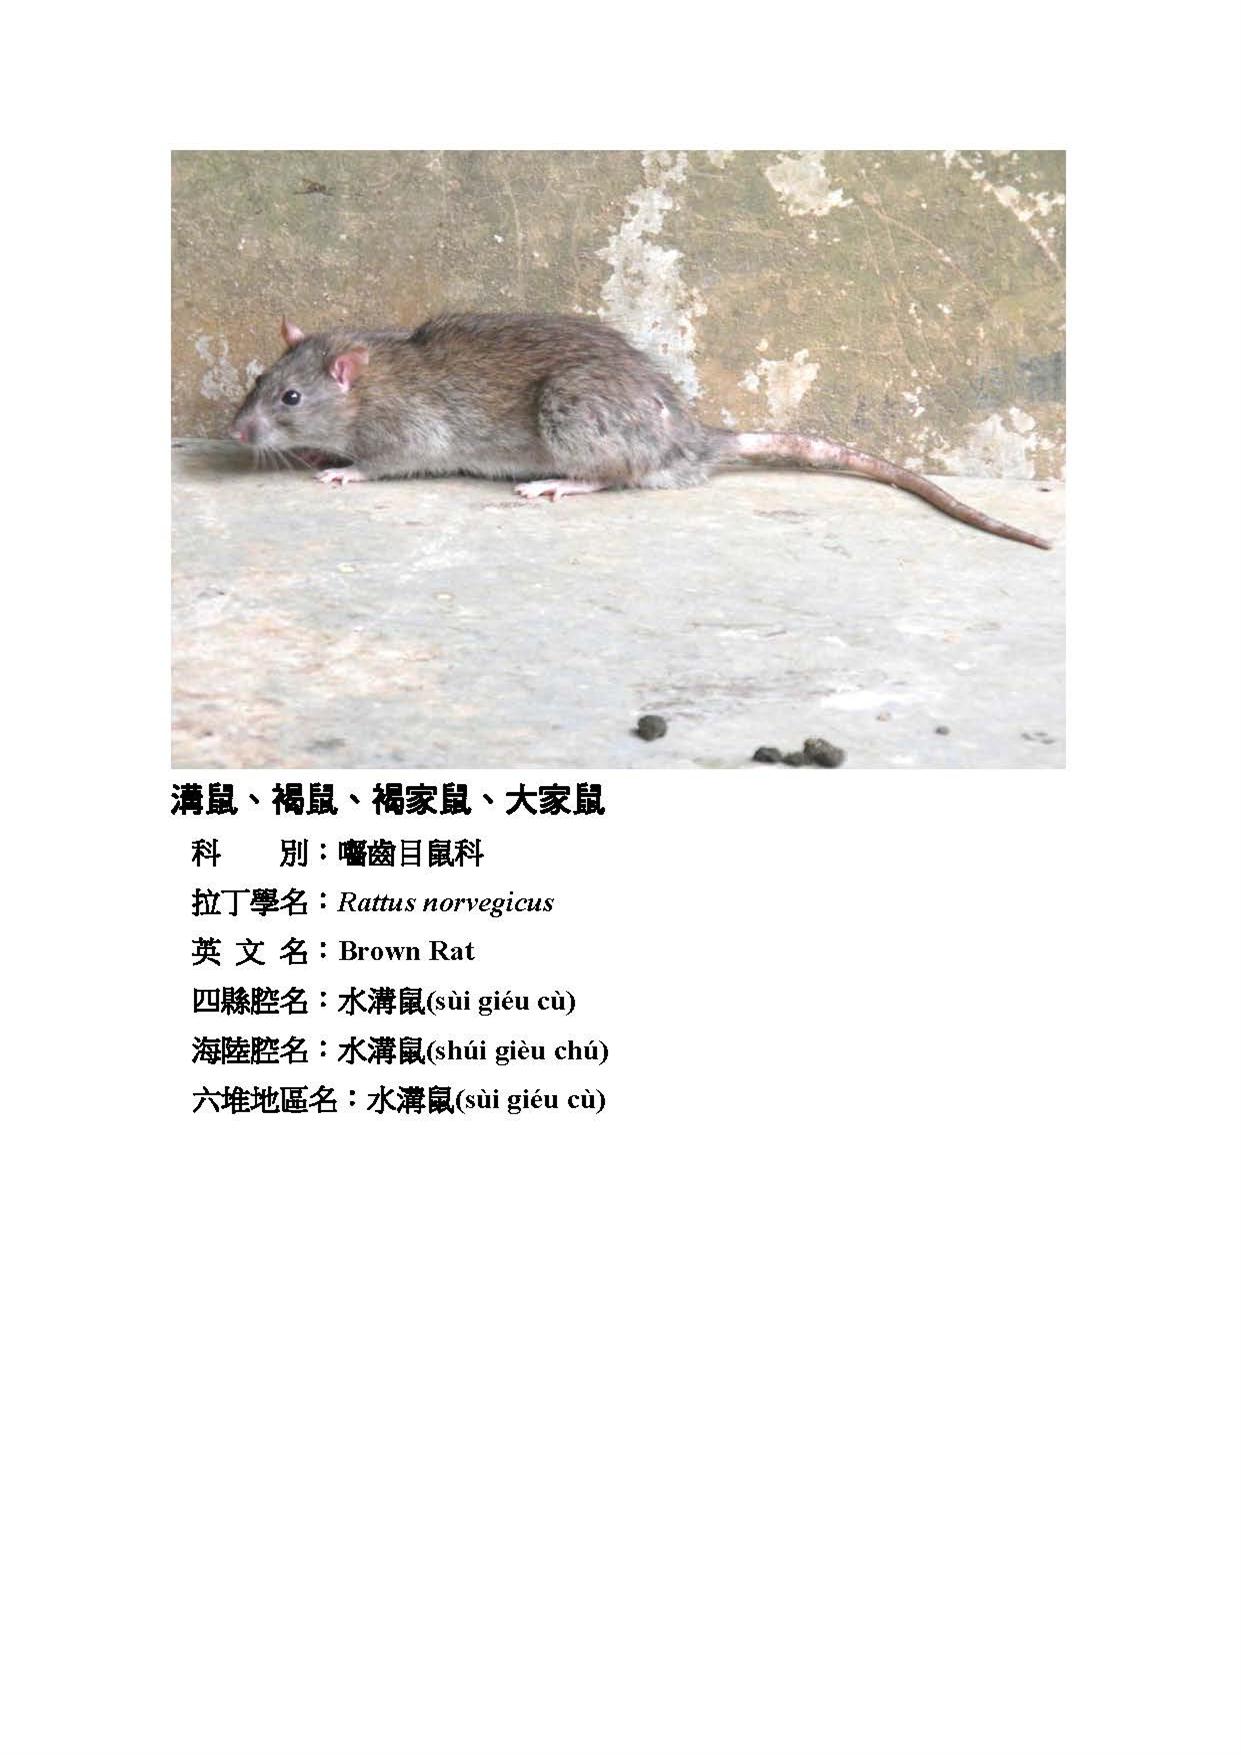 溝鼠、褐鼠、褐家鼠、大家鼠
科　　別：囓齒目鼠科
拉丁學名：Rattus norvegicus
英 文 名：Brown Rat
四縣腔名：水溝鼠(sùi giéu cù)
海陸腔名：水溝鼠(shúi gièu chú)
六堆地區名：水溝鼠(sùi giéu cù)